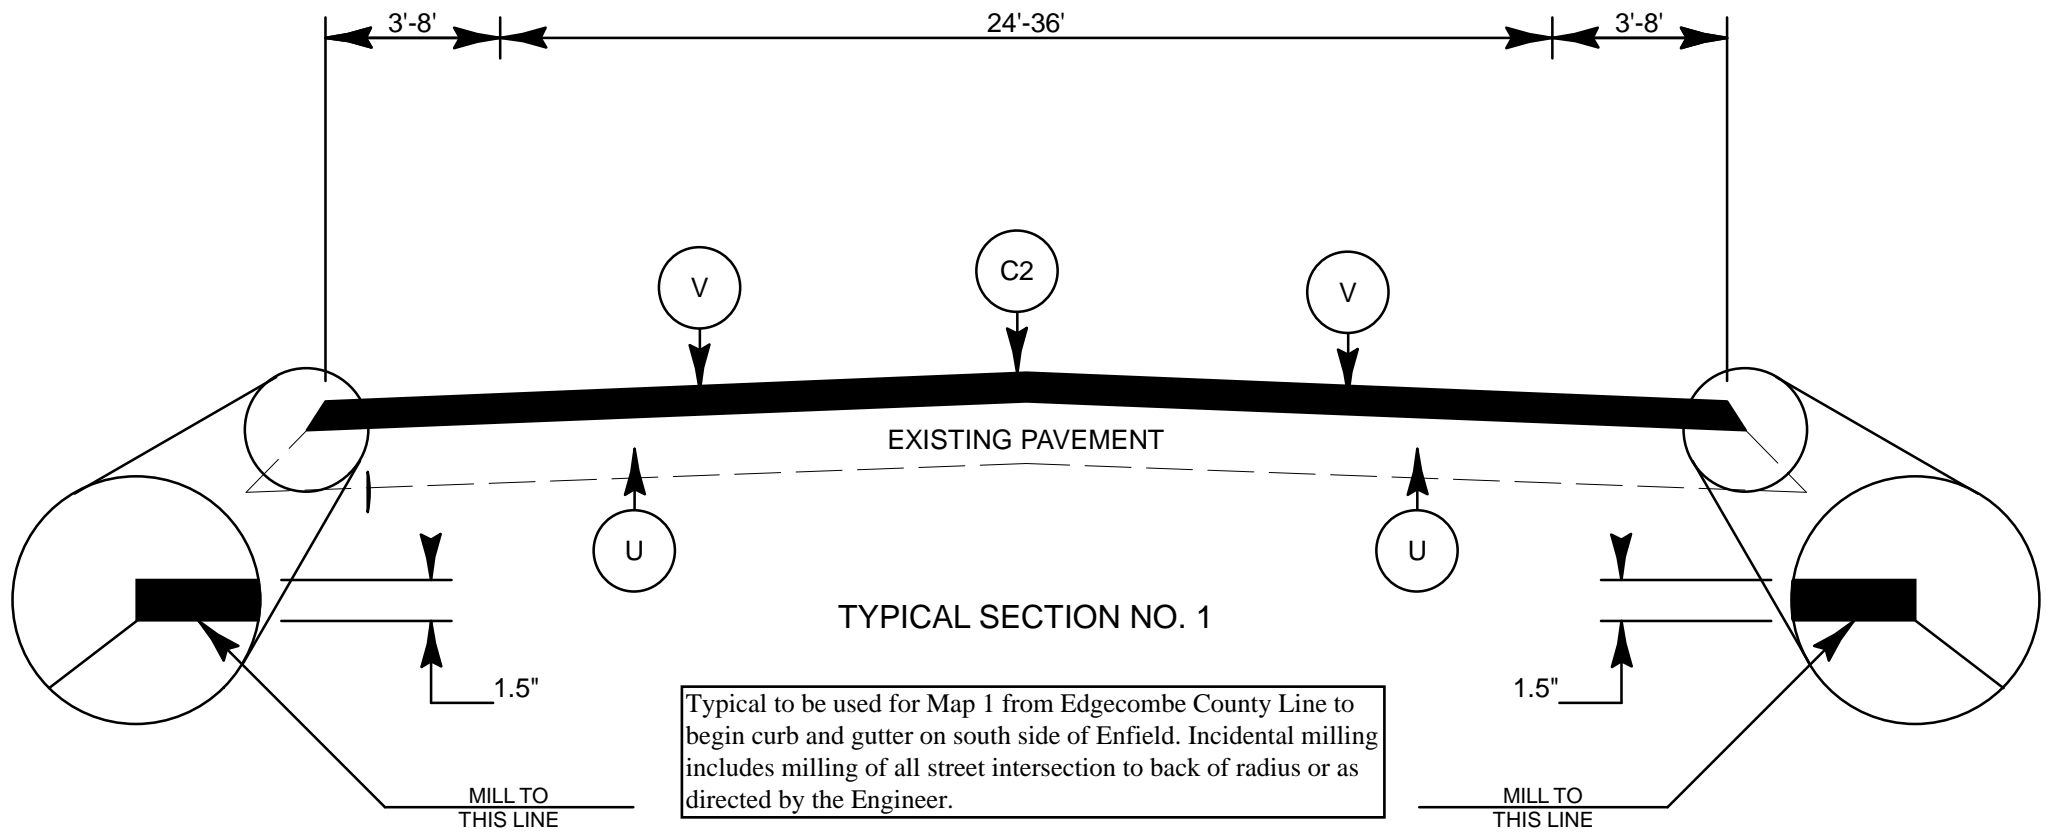 3'-8'
24'-36'
3'-8'
V
C2
V
EXISTING PAVEMENT
U
U
TYPICAL SECTION NO. 1
1.5"
1.5"
Typical to be used for Map 1 from Edgecombe County Line to
begin curb and gutter on south side of Enfield. Incidental milling
includes milling of all street intersection to back of radius or as
directed by the Engineer.
MILL TO
THIS LINE
MILL TO
THIS LINE